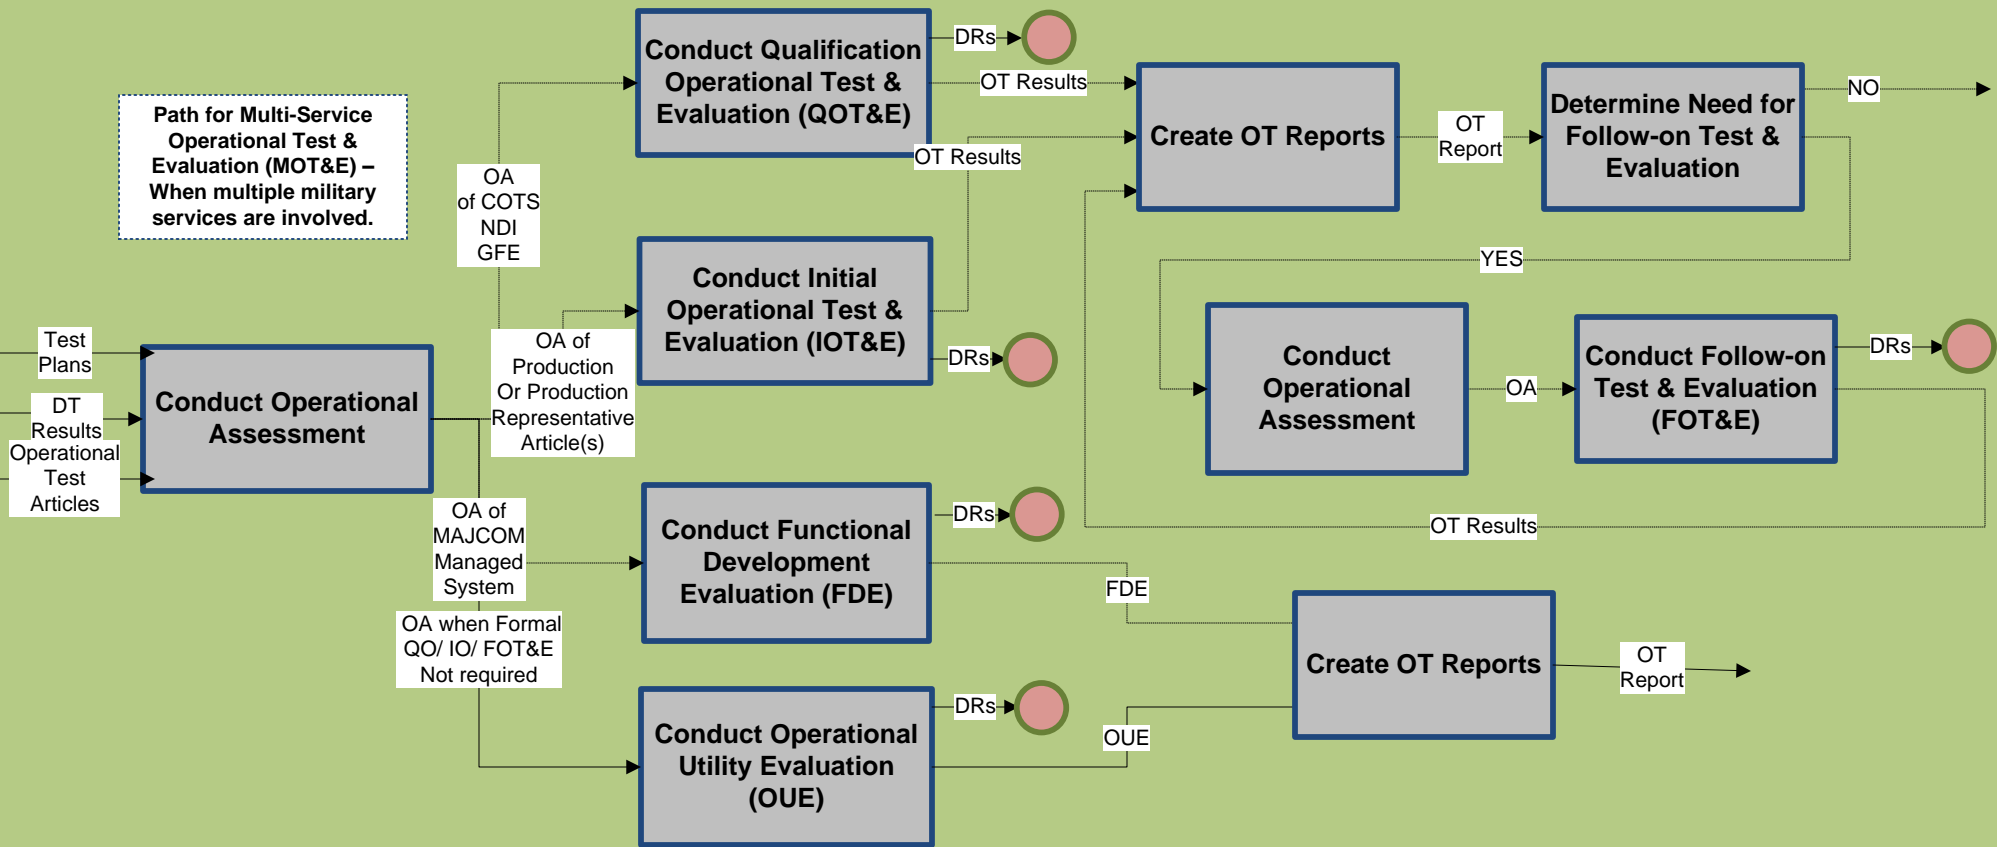 Path for Multi-Service
Operational Test &
Evaluation (MOT&E) –
When multiple military
services are involved.
Test
Plans
DT
Results
Operational
Test
Articles
Conduct Operational
Assessment
OA
of COTS
NDI
GFE
OA of
Production
Or Production
Representative
Article(s)
OA of
MAJCOM
Managed
System
OA when Formal
QO/ IO/ FOT&E
Not required
Conduct Qualification
Operational Test &
Evaluation (QOT&E)
DRs
OT Results
Conduct Initial
Operational Test &
Evaluation (IOT&E)
OT Results
DRs
Conduct Functional
Development
Evaluation (FDE)
DRs
FDE
Conduct Operational
Utility Evaluation
(OUE)
DRs
OUE
Create OT Reports
OT
Report
Determine Need for
Follow-on Test &
Evaluation
NO
YES
Conduct
Operational
Assessment
OA
Conduct Follow-on
Test & Evaluation
(FOT&E)
DRs
OT Results
Create OT Reports
OT
Report